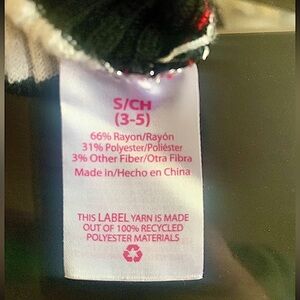 S/CH
(3-5)
66% Rayon/Rayón
31% Polyester/Poliéster
3% Other Fiber/Otra Fibra
Made in/Hecho en China
THIS LABEL YARN IS MADE
OUT OF 100% RECYCLED
POLYESTER MATERIALS